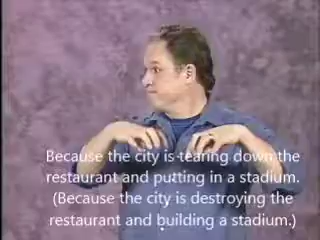 Because the city is tearing down the
restaurant and putting in a stadium.
(Because the city is destroying the
restaurant and building a stadium.)